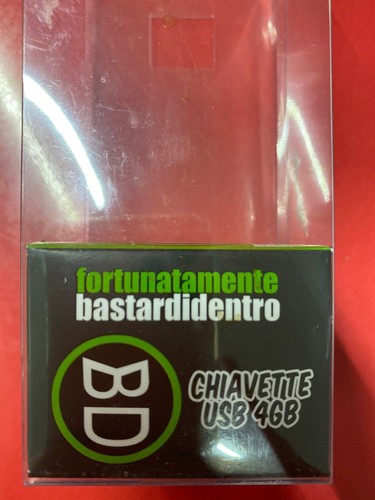 fortunatamente
bastardidentro
BD
CHIAVETTE
USB 4GB